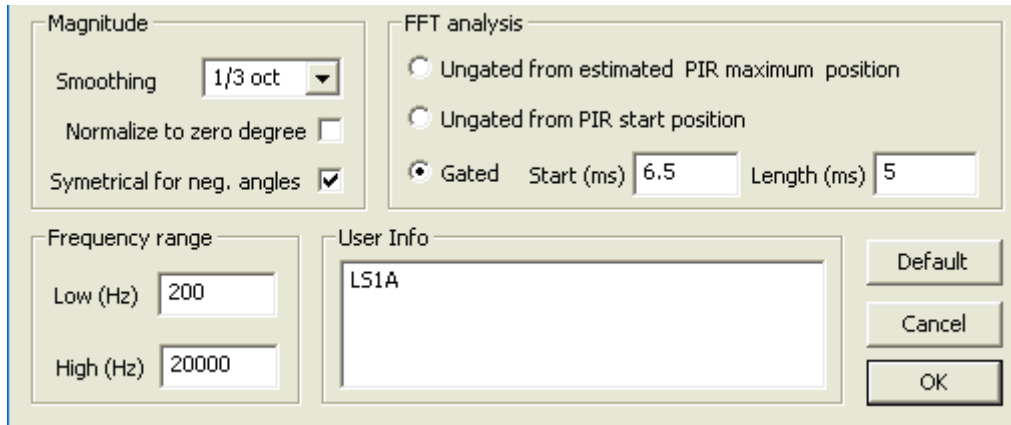 Magnitude
Smoothing 1/3 oct
Normalize to zero degree
Symetrical for neg. angles
FFT analysis
Ungated from estimated PIR maximum position
Ungated from PIR start position
Gated Start (ms) 6.5 Length (ms) 5
Frequency range
Low (Hz) 200
High (Hz) 20000
User Info
LS1A
Default
Cancel
OK